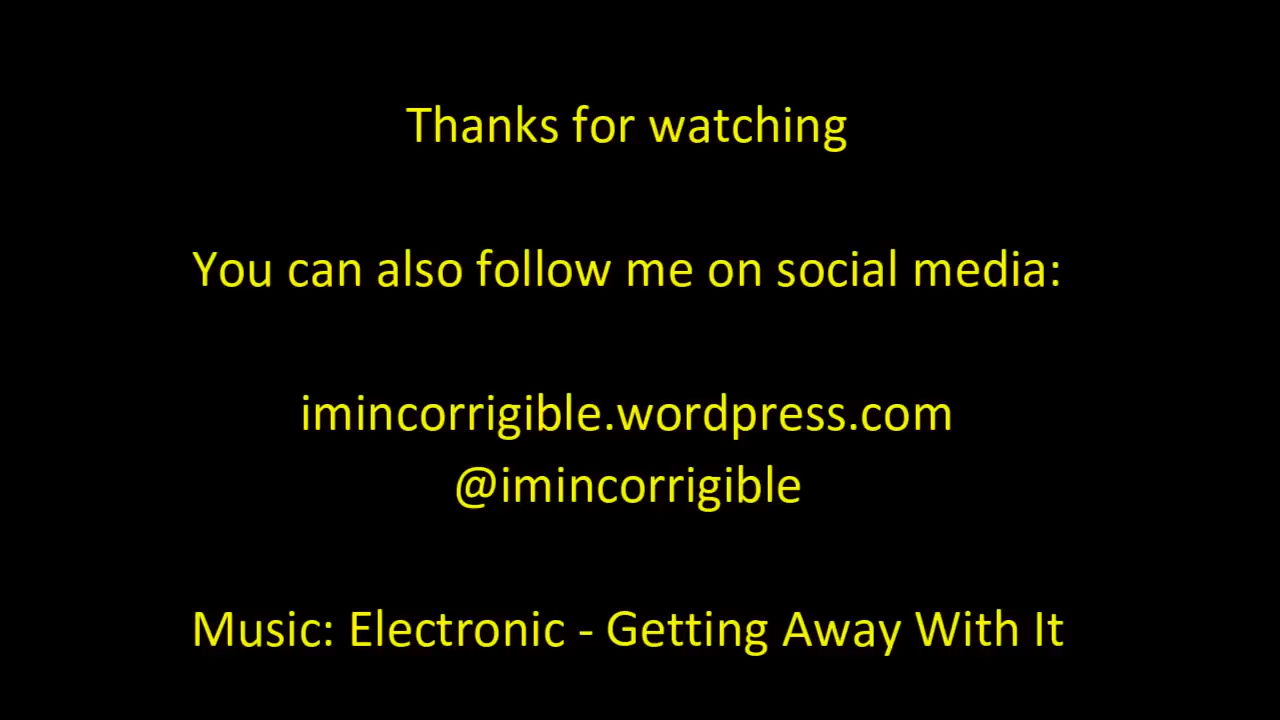 Thanks for watching
You can also follow me on social media:
imincorrigible.wordpress.com
@imincorrigible
Music: Electronic - Getting Away With It